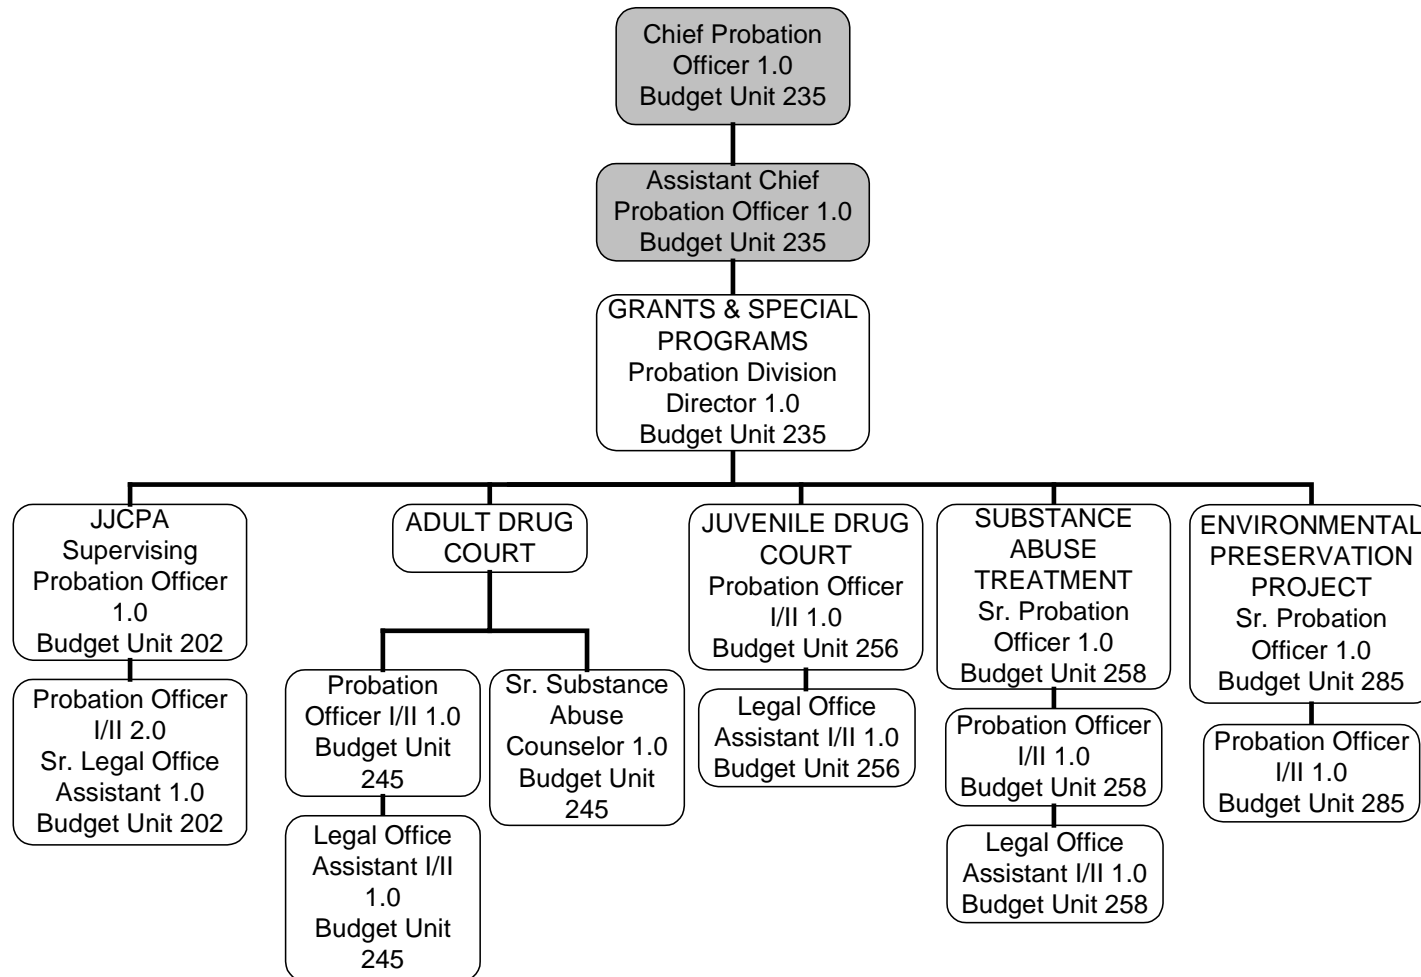 Chief Probation
Officer 1.0
Budget Unit 235
Assistant Chief
Probation Officer 1.0
Budget Unit 235
GRANTS & SPECIAL
PROGRAMS
Probation Division
Director 1.0
Budget Unit 235
JJCPA
Supervising
Probation Officer
1.0
Budget Unit 202
Probation Officer
I/II 2.0
Sr. Legal Office
Assistant 1.0
Budget Unit 202
ADULT DRUG
COURT
Probation
Officer I/II 1.0
Budget Unit
245
Legal Office
Assistant I/II
1.0
Budget Unit
245
Sr. Substance
Abuse
Counselor 1.0
Budget Unit
245
JUVENILE DRUG
COURT
Probation Officer
I/II 1.0
Budget Unit 256
Legal Office
Assistant I/II 1.0
Budget Unit 256
SUBSTANCE
ABUSE
TREATMENT
Sr. Probation
Officer 1.0
Budget Unit 258
Probation Officer
I/II 1.0
Budget Unit 258
Legal Office
Assistant I/II 1.0
Budget Unit 258
ENVIRONMENTAL
PRESERVATION
PROJECT
Sr. Probation
Officer 1.0
Budget Unit 285
Probation Officer
I/II 1.0
Budget Unit 285